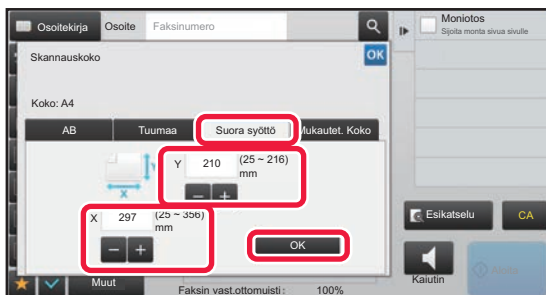 Osoitekirja
Osoite
Faksinumero
Moniotos
Sijoita monta sivua sivulle
Skannauskoko
OK
Koko: A4
AB
Tuumaa
Suora syöttö
Mukautet. Koko
Y
Y 210 (25 ~ 216)
mm
X
X 297 (25 ~ 356)
mm
OK
Esikatselu
CA
Muut
Faksin vast.ottomuisti: 100%
Kaiutin
Aloita